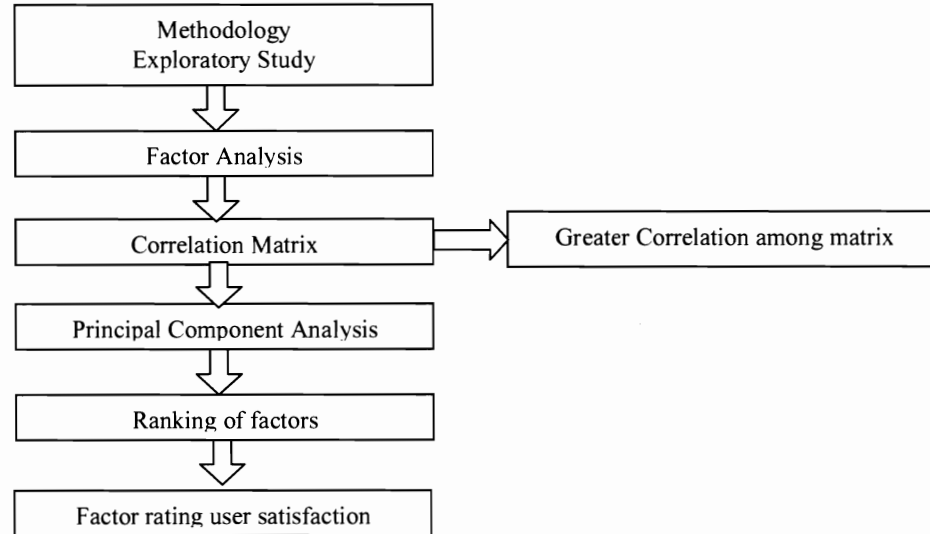 Methodology
Exploratory Study
Factor Analysis
Correlation Matrix
Greater Correlation among matrix
Principal Component Analysis
Ranking of factors
Factor rating user satisfaction